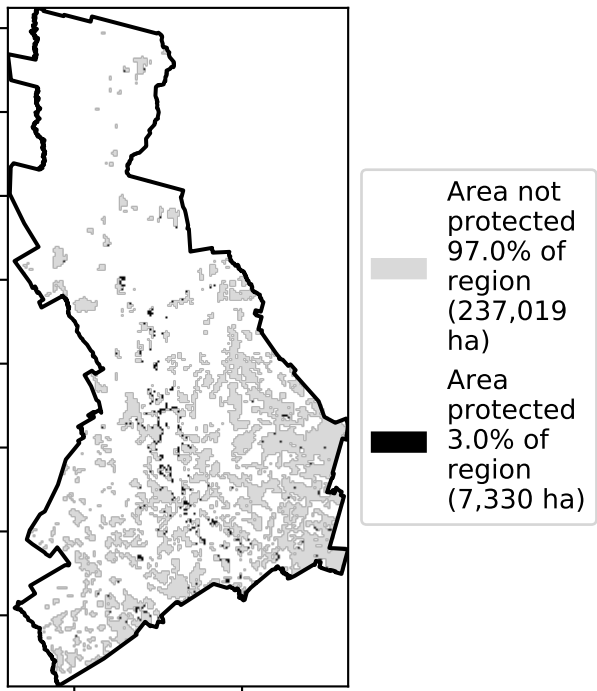 Area not
protected
97.0% of
region
(237,019
ha)
Area
protected
3.0% of
region
(7,330 ha)